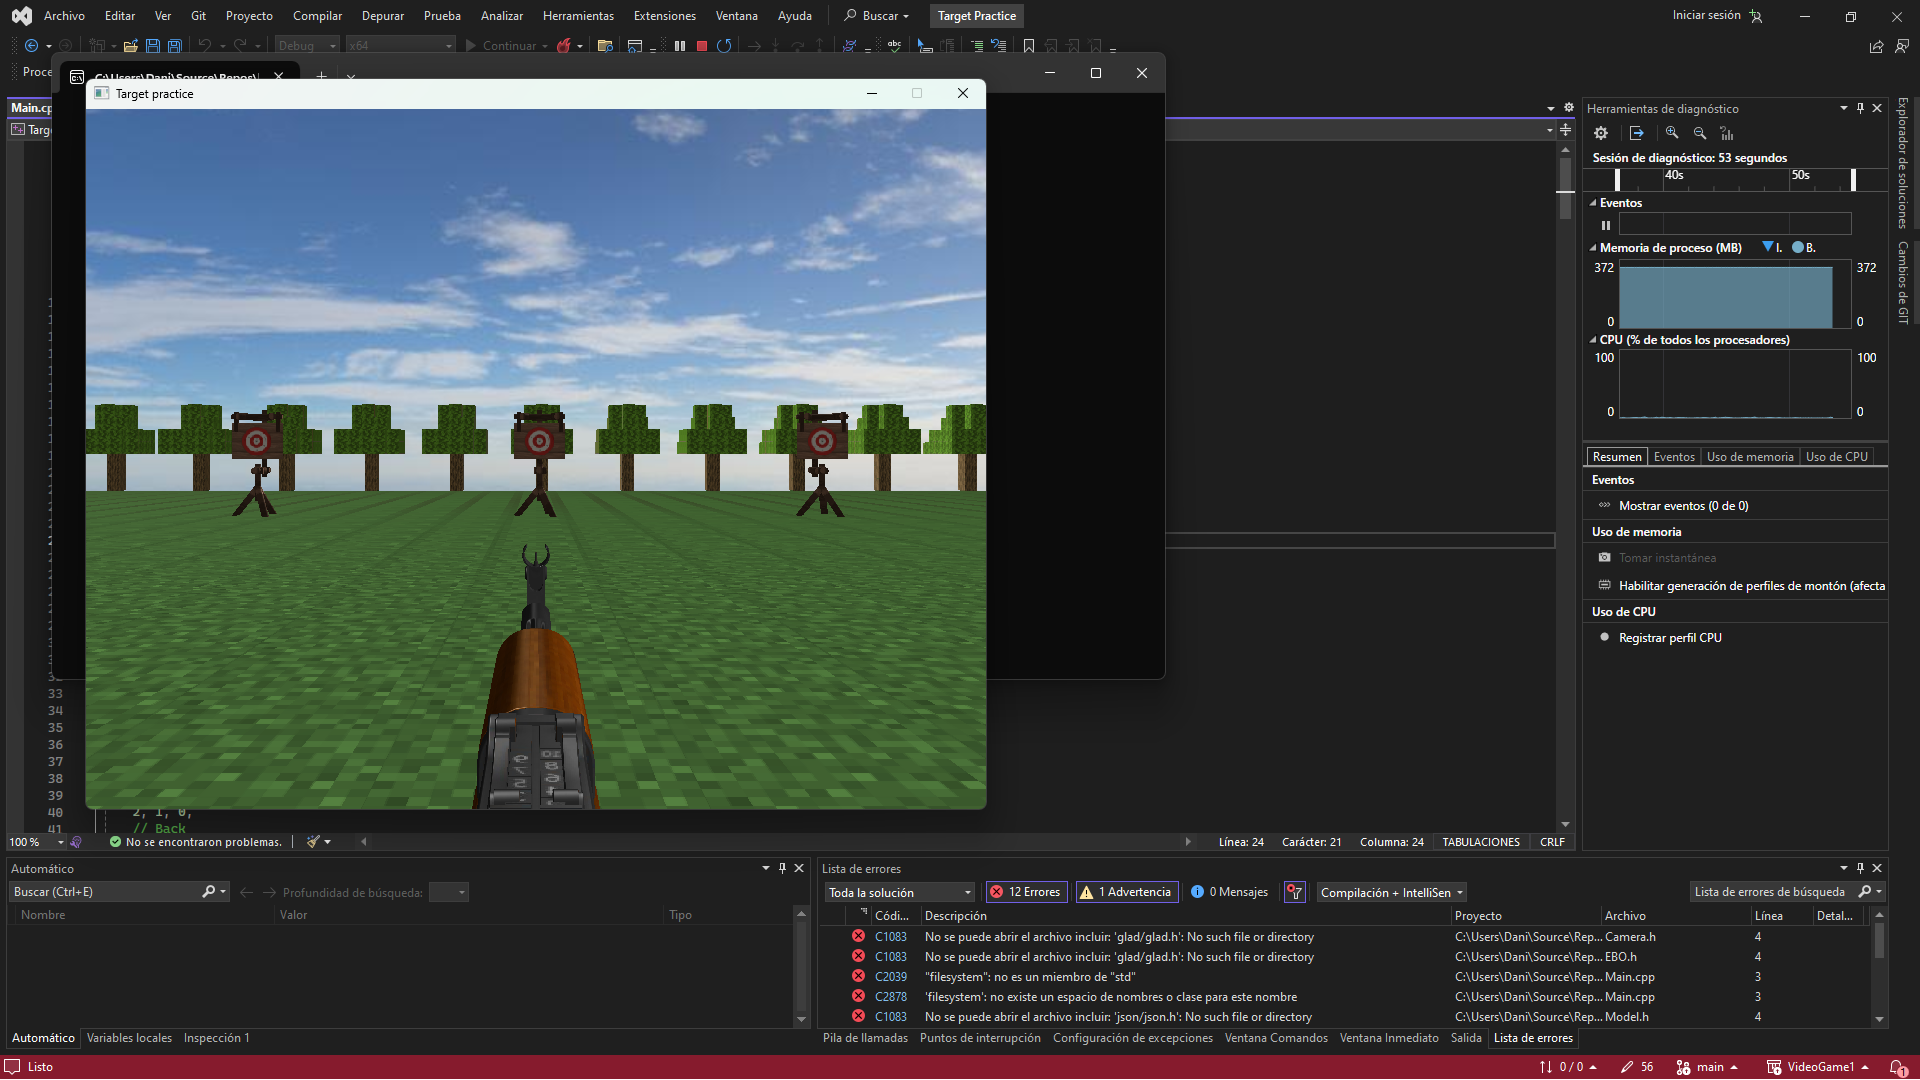 Archivo Editar Ver Git Proyecto Compilar Depurar Prueba Analizar Herramientas Extensiones Ventana Ayuda Buscar Target Practice Iniciar sesión
Debug x64 Continuar
Proce
C:\Users\Dani\Source\Repos\
Target practice
Main.cp
Targ
33
34
35
36
37
38
39
40 2, 1, 0,
41 // Back
100 % No se encontraron problemas. Línea: 24 Carácter: 21 Columna: 24 TABULACIONES CRLF
Herramientas de diagnóstico
Sesión de diagnóstico: 53 segundos
40s 50s
Eventos
Memoria de proceso (MB) I. B.
372 372
0 0
CPU (% de todos los procesadores)
100 100
0 0
Resumen Eventos Uso de memoria Uso de CPU
Eventos
Mostrar eventos (0 de 0)
Uso de memoria
Tomar instantánea
Habilitar generación de perfiles de montón (afecta
Uso de CPU
Registrar perfil CPU
Explorador de soluciones
Cambios de GIT
Automático
Buscar (Ctrl+E) Profundidad de búsqueda:
Nombre Valor Tipo
Automático Variables locales Inspección 1
Lista de errores
Toda la solución 12 Errores 1 Advertencia 0 Mensajes Compilación + IntelliSen Lista de errores de búsqueda
Códi... Descripción Proyecto Archivo Línea Detal...
C1083 No se puede abrir el archivo incluir: 'glad/glad.h': No such file or directory C:\Users\Dani\Source\Rep... Camera.h 4
C1083 No se puede abrir el archivo incluir: 'glad/glad.h': No such file or directory C:\Users\Dani\Source\Rep... EBO.h 4
C2039 "filesystem": no es un miembro de "std" C:\Users\Dani\Source\Rep... Main.cpp 3
C2878 'filesystem': no existe un espacio de nombres o clase para este nombre C:\Users\Dani\Source\Rep... Main.cpp 3
C1083 No se puede abrir el archivo incluir: 'json/json.h': No such file or directory C:\Users\Dani\Source\Rep... Model.h 4
Pila de llamadas Puntos de interrupción Configuración de excepciones Ventana Comandos Ventana Inmediato Salida Lista de errores
Listo 0 / 0 56 main VideoGame1 1